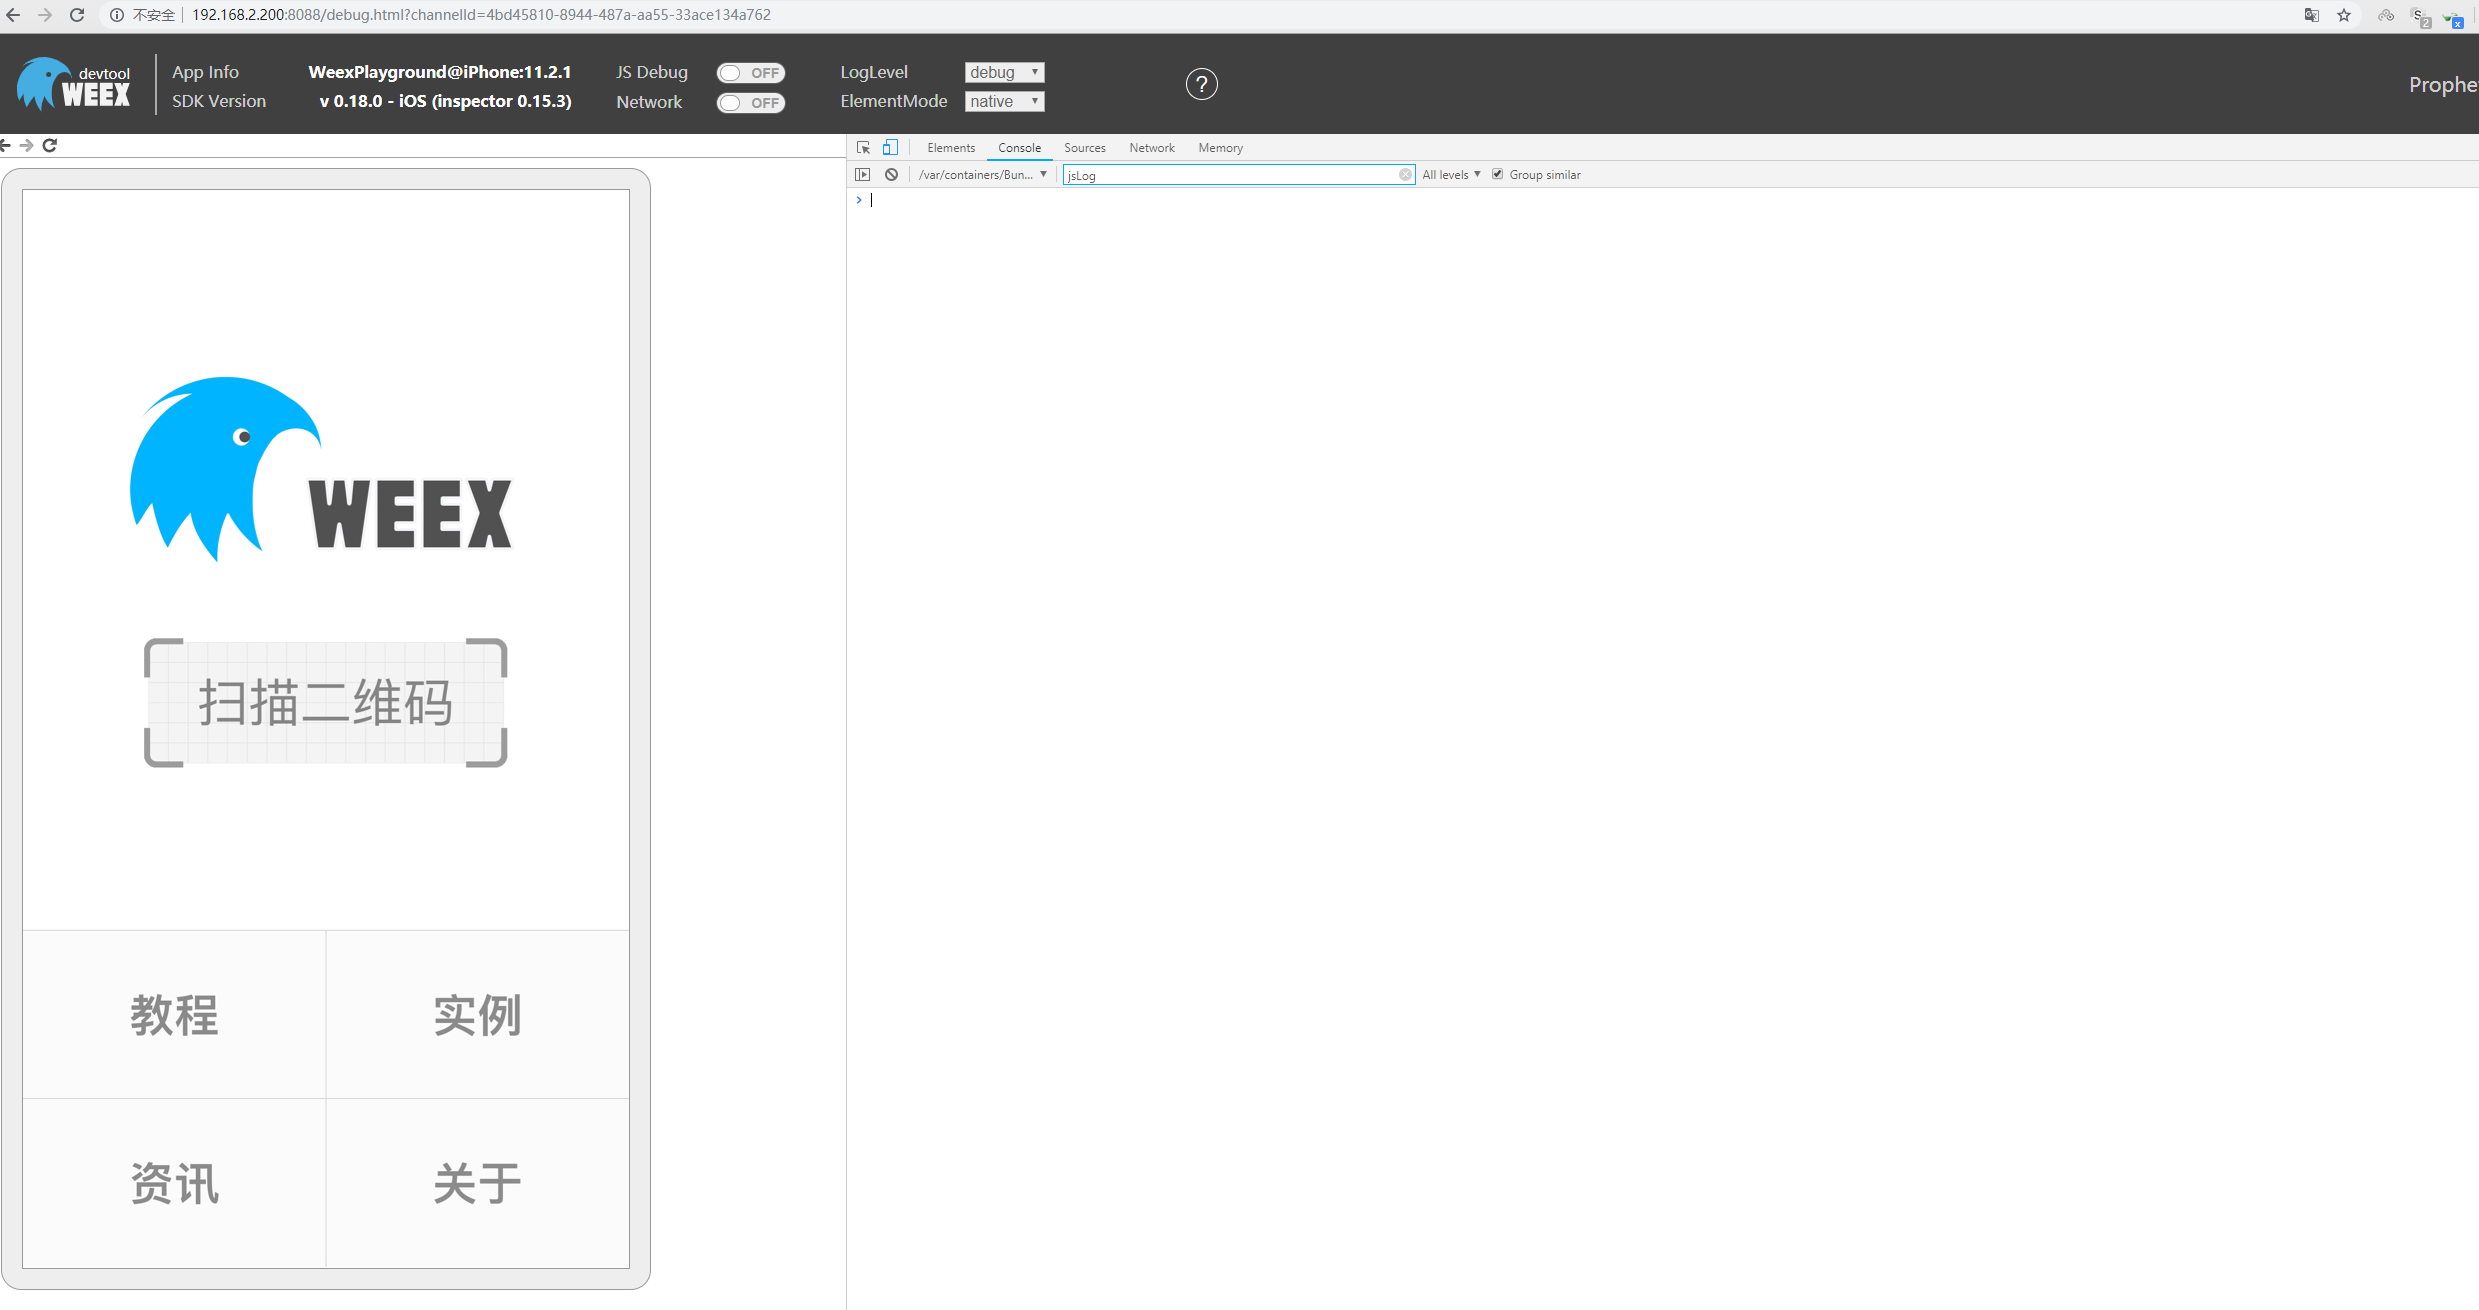 不安全 192.168.2.200:8088/debug.html?channelId=4bd45810-8944-487a-aa55-33ace134a762
S
2
x
devtool
WEEX
App Info WeexPlayground@iPhone:11.2.1
SDK Version v 0.18.0 - iOS (inspector 0.15.3)
JS Debug OFF
Network OFF
LogLevel debug
ElementMode native
?
Prophe
Elements Console Sources Network Memory
/var/containers/Bun... jsLog All levels Group similar
WEEX
扫描二维码
教程 实例
资讯 关于